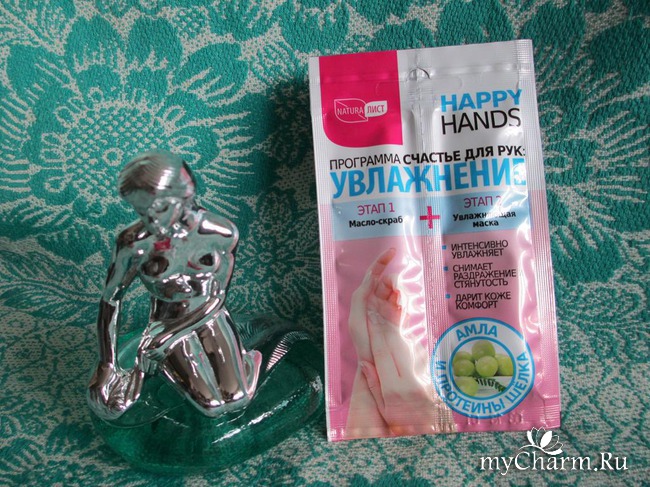 NATURA ЛИСТ
HAPPY
HANDS
ПРОГРАММА СЧАСТЬЕ ДЛЯ РУК:
УВЛАЖНЕНИЕ
ЭТАП 1
Масло-скраб
+
ЭТАП 2
Увлажняющая
маска
ИНТЕНСИВНО
УВЛАЖНЯЕТ
СНИМАЕТ
РАЗДРАЖЕНИЕ
СТЯНУТОСТЬ
ДАРИТ КОЖЕ
КОМФОРТ
АМЛА
И ПРОТЕИНЫ ШЕЛКА
myCharm.Ru